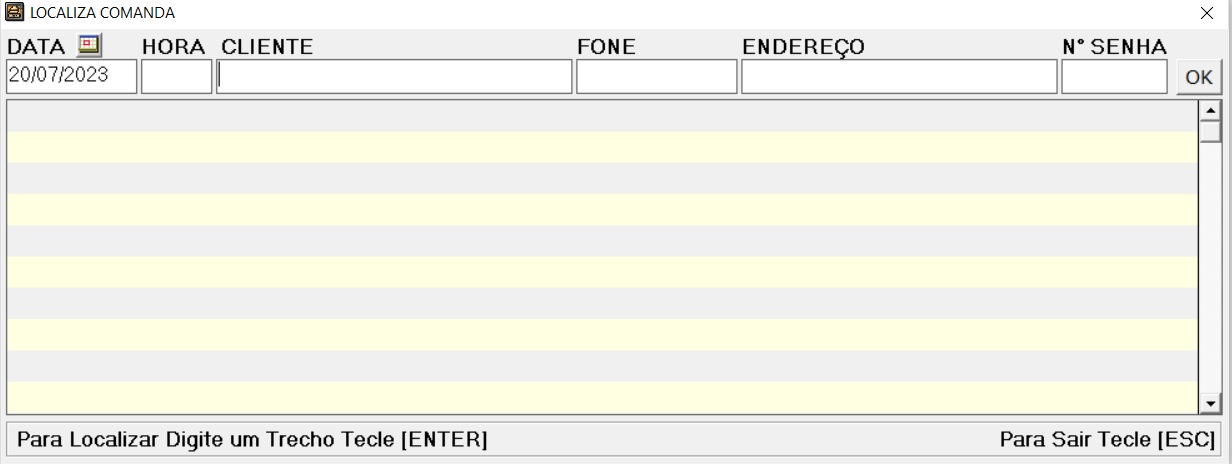 LOCALIZA COMANDA
DATA HORA CLIENTE FONE ENDEREÇO N° SENHA
20/07/2023 OK
Para Localizar Digite um Trecho Tecle [ENTER] Para Sair Tecle [ESC]